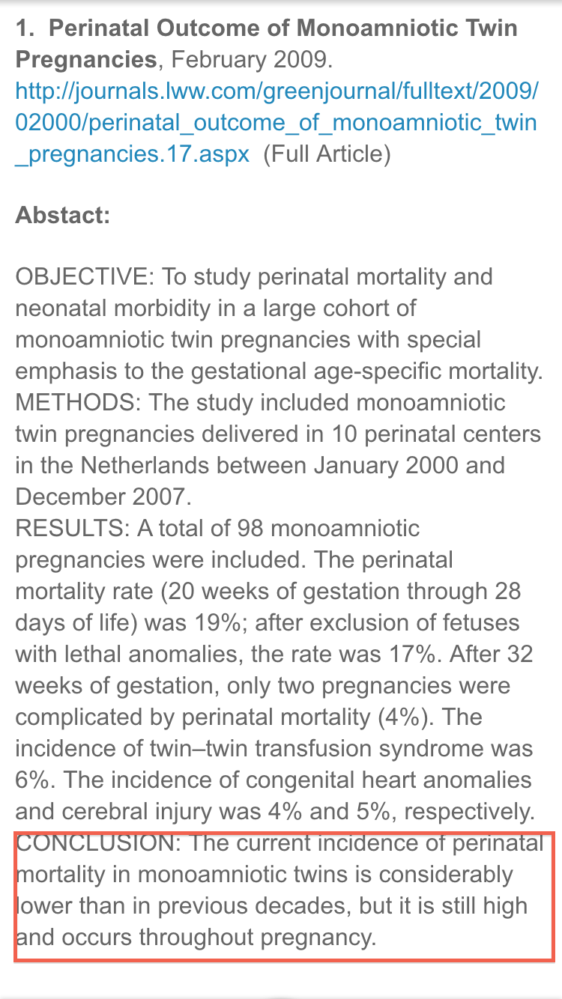 1.  Perinatal Outcome of Monoamniotic Twin
Pregnancies, February 2009.
http://journals.lww.com/greenjournal/fulltext/2009/
02000/perinatal_outcome_of_monoamniotic_twin
_pregnancies.17.aspx  (Full Article)
Abstact:
OBJECTIVE: To study perinatal mortality and
neonatal morbidity in a large cohort of
monoamniotic twin pregnancies with special
emphasis to the gestational age-specific mortality.
METHODS: The study included monoamniotic
twin pregnancies delivered in 10 perinatal centers
in the Netherlands between January 2000 and
December 2007.
RESULTS: A total of 98 monoamniotic
pregnancies were included. The perinatal
mortality rate (20 weeks of gestation through 28
days of life) was 19%; after exclusion of fetuses
with lethal anomalies, the rate was 17%. After 32
weeks of gestation, only two pregnancies were
complicated by perinatal mortality (4%). The
incidence of twin–twin transfusion syndrome was
6%. The incidence of congenital heart anomalies
and cerebral injury was 4% and 5%, respectively.
CONCLUSION: The current incidence of perinatal
mortality in monoamniotic twins is considerably
lower than in previous decades, but it is still high
and occurs throughout pregnancy.